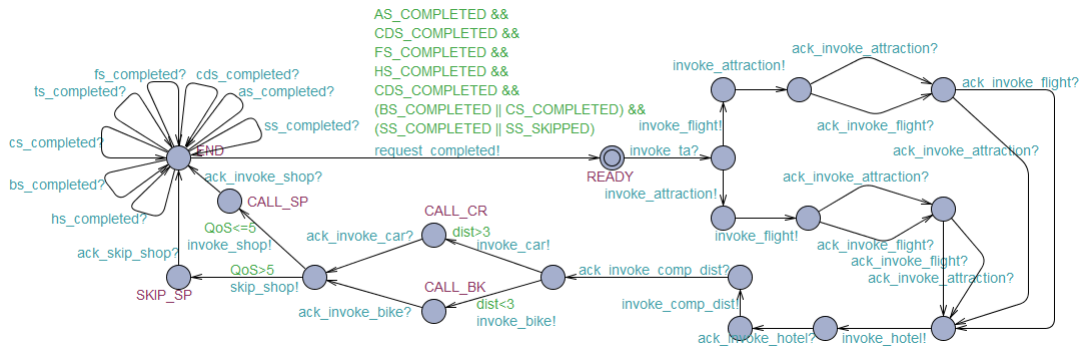 AS_COMPLETED &&
CDS_COMPLETED &&
FS_COMPLETED &&
HS_COMPLETED &&
CDS_COMPLETED &&
(BS_COMPLETED || CS_COMPLETED) &&
(SS_COMPLETED || SS_SKIPPED)
request_completed!
fs_completed?
cds_completed?
ts_completed?
as_completed?
ss_completed?
cs_completed?
END
bs_completed?
hs_completed?
ack_invoke_shop?
CALL_SP
QoS<=5
invoke_shop!
ack_skip_shop?
QoS>5
skip_shop!
SKIP_SP
CALL_CR
dist>3
ack_invoke_car?
invoke_car!
CALL_BK
dist<3
ack_invoke_bike?
invoke_bike!
READY
invoke_ta?
invoke_attraction!
invoke_flight!
ack_invoke_attraction?
ack_invoke_flight?
ack_invoke_flight?
ack_invoke_attraction?
invoke_attraction!
invoke_flight!
ack_invoke_attraction?
ack_invoke_flight?
ack_invoke_flight?
ack_invoke_attraction?
ack_invoke_comp_dist?
invoke_comp_dist!
ack_invoke_hotel?
invoke_hotel!